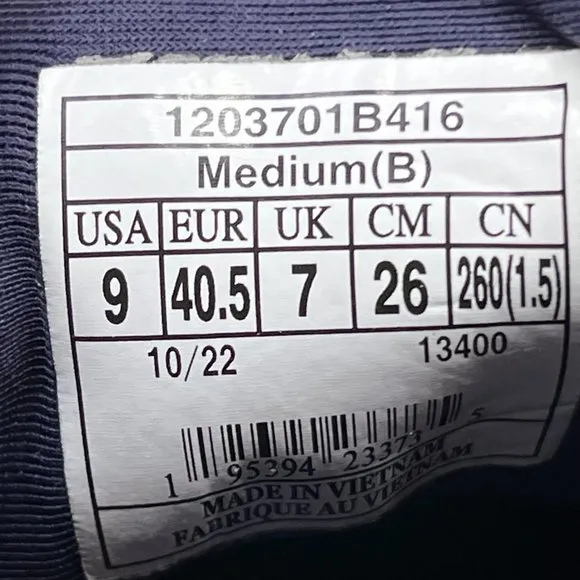 1203701B416
Medium(B)
USA EUR UK CM CN
9 40.5 7 26 260(1.5)
10/22 13400
1 95394 23373 5
MADE IN VIETNAM
FABRIQUE AU VIETNAM